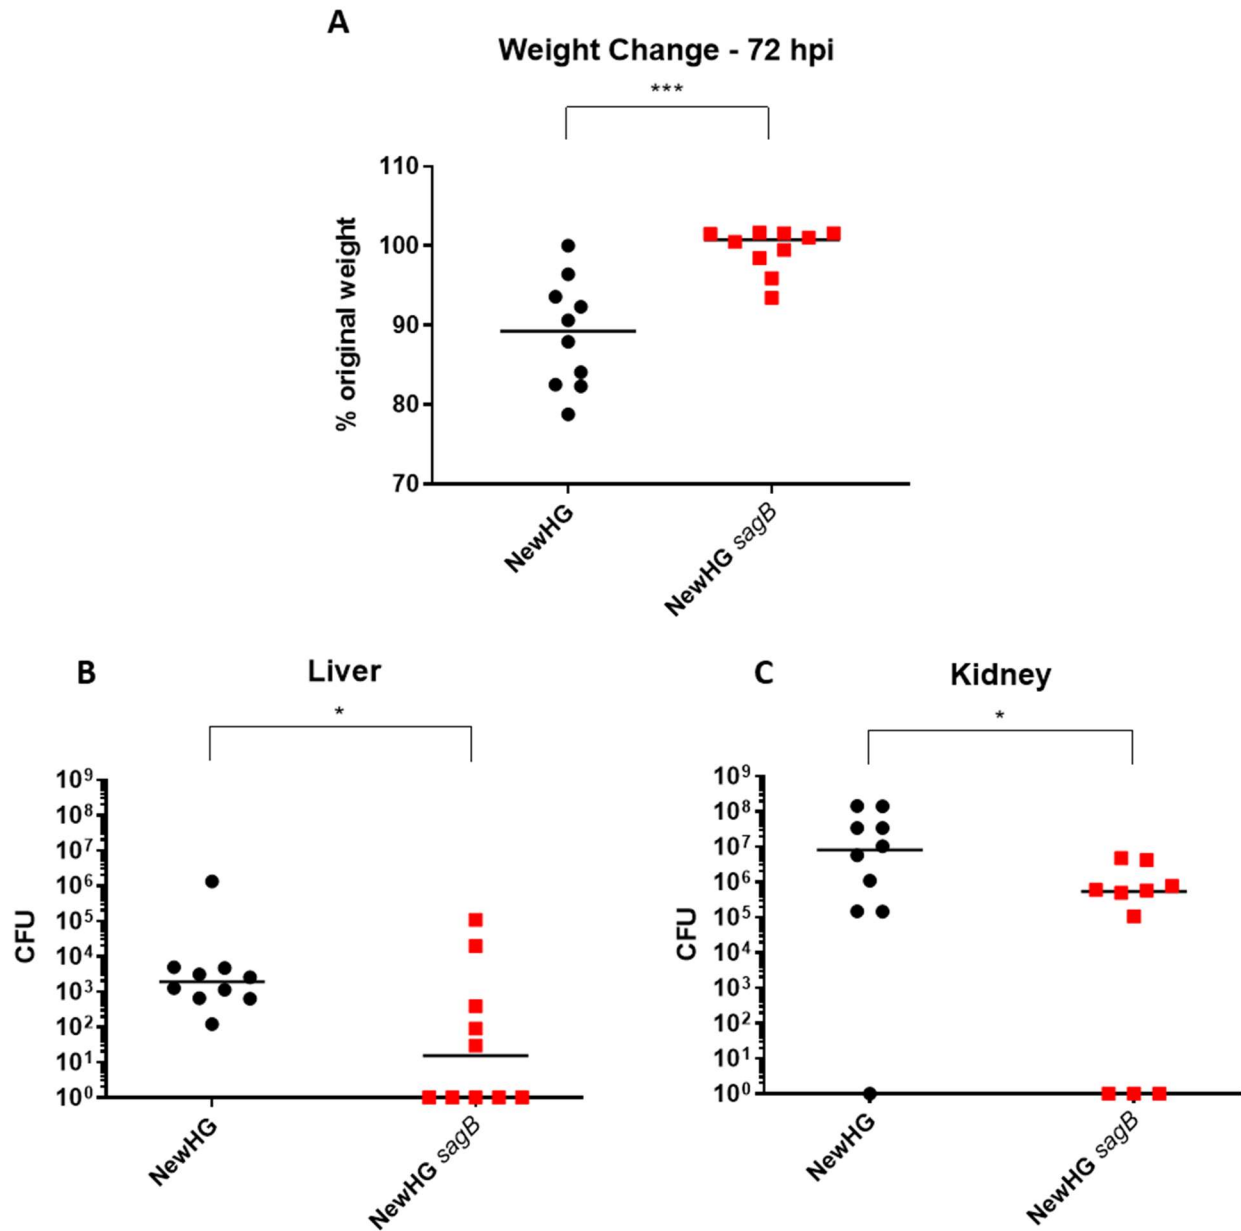 A
Weight Change - 72 hpi
***
% original weight
110
100
90
80
70
NewHG
NewHG sagB
B
Liver
*
CFU
10⁹
10⁸
10⁷
10⁶
10⁵
10⁴
10³
10²
10¹
10⁰
NewHG
NewHG sagB
C
Kidney
*
CFU
10⁹
10⁸
10⁷
10⁶
10⁵
10⁴
10³
10²
10¹
10⁰
NewHG
NewHG sagB